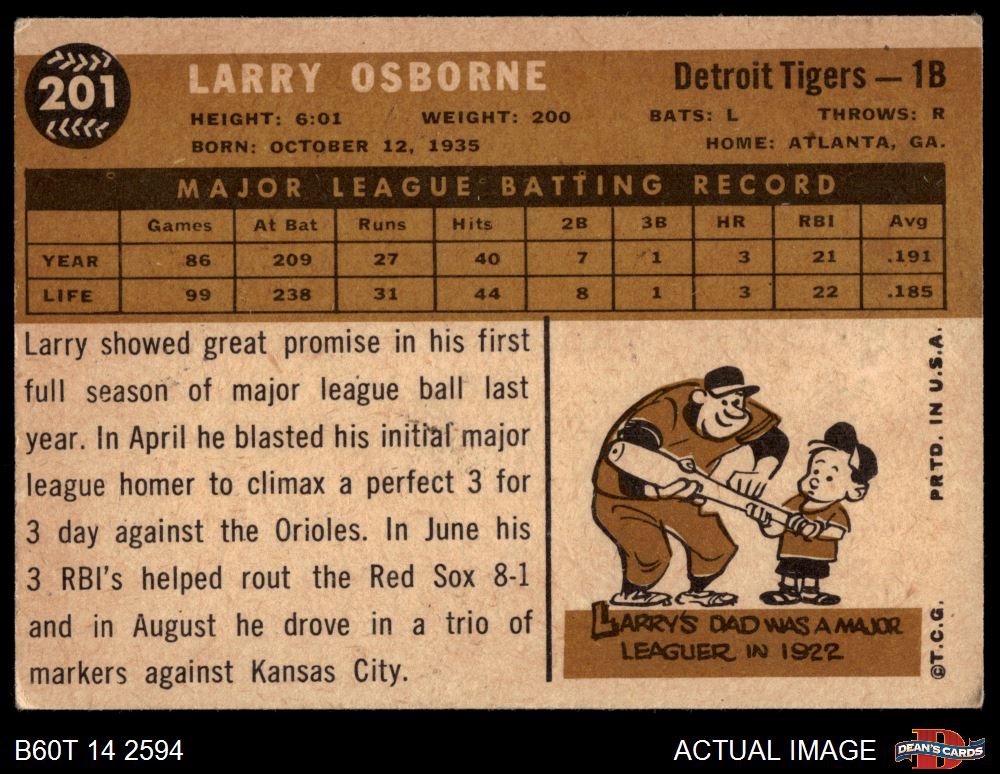 201
LARRY OSBORNE
Detroit Tigers — 1B
HEIGHT: 6:01 WEIGHT: 200 BATS: L THROWS: R
BORN: OCTOBER 12, 1935 HOME: ATLANTA, GA.
MAJOR LEAGUE BATTING RECORD
Games At Bat Runs Hits 2B 3B HR RBI Avg
YEAR 86 209 27 40 7 1 3 21 .191
LIFE 99 238 31 44 8 1 3 22 .185
Larry showed great promise in his first
full season of major league ball last
year. In April he blasted his initial major
league homer to climax a perfect 3 for
3 day against the Orioles. In June his
3 RBI's helped rout the Red Sox 8-1
and in August he drove in a trio of
markers against Kansas City.
LARRY'S DAD WAS A MAJOR
LEAGUER IN 1922
©T.C.G. PRTD. IN U.S.A.
B60T 14 2594
ACTUAL IMAGE
D
DEAN'S CARDS